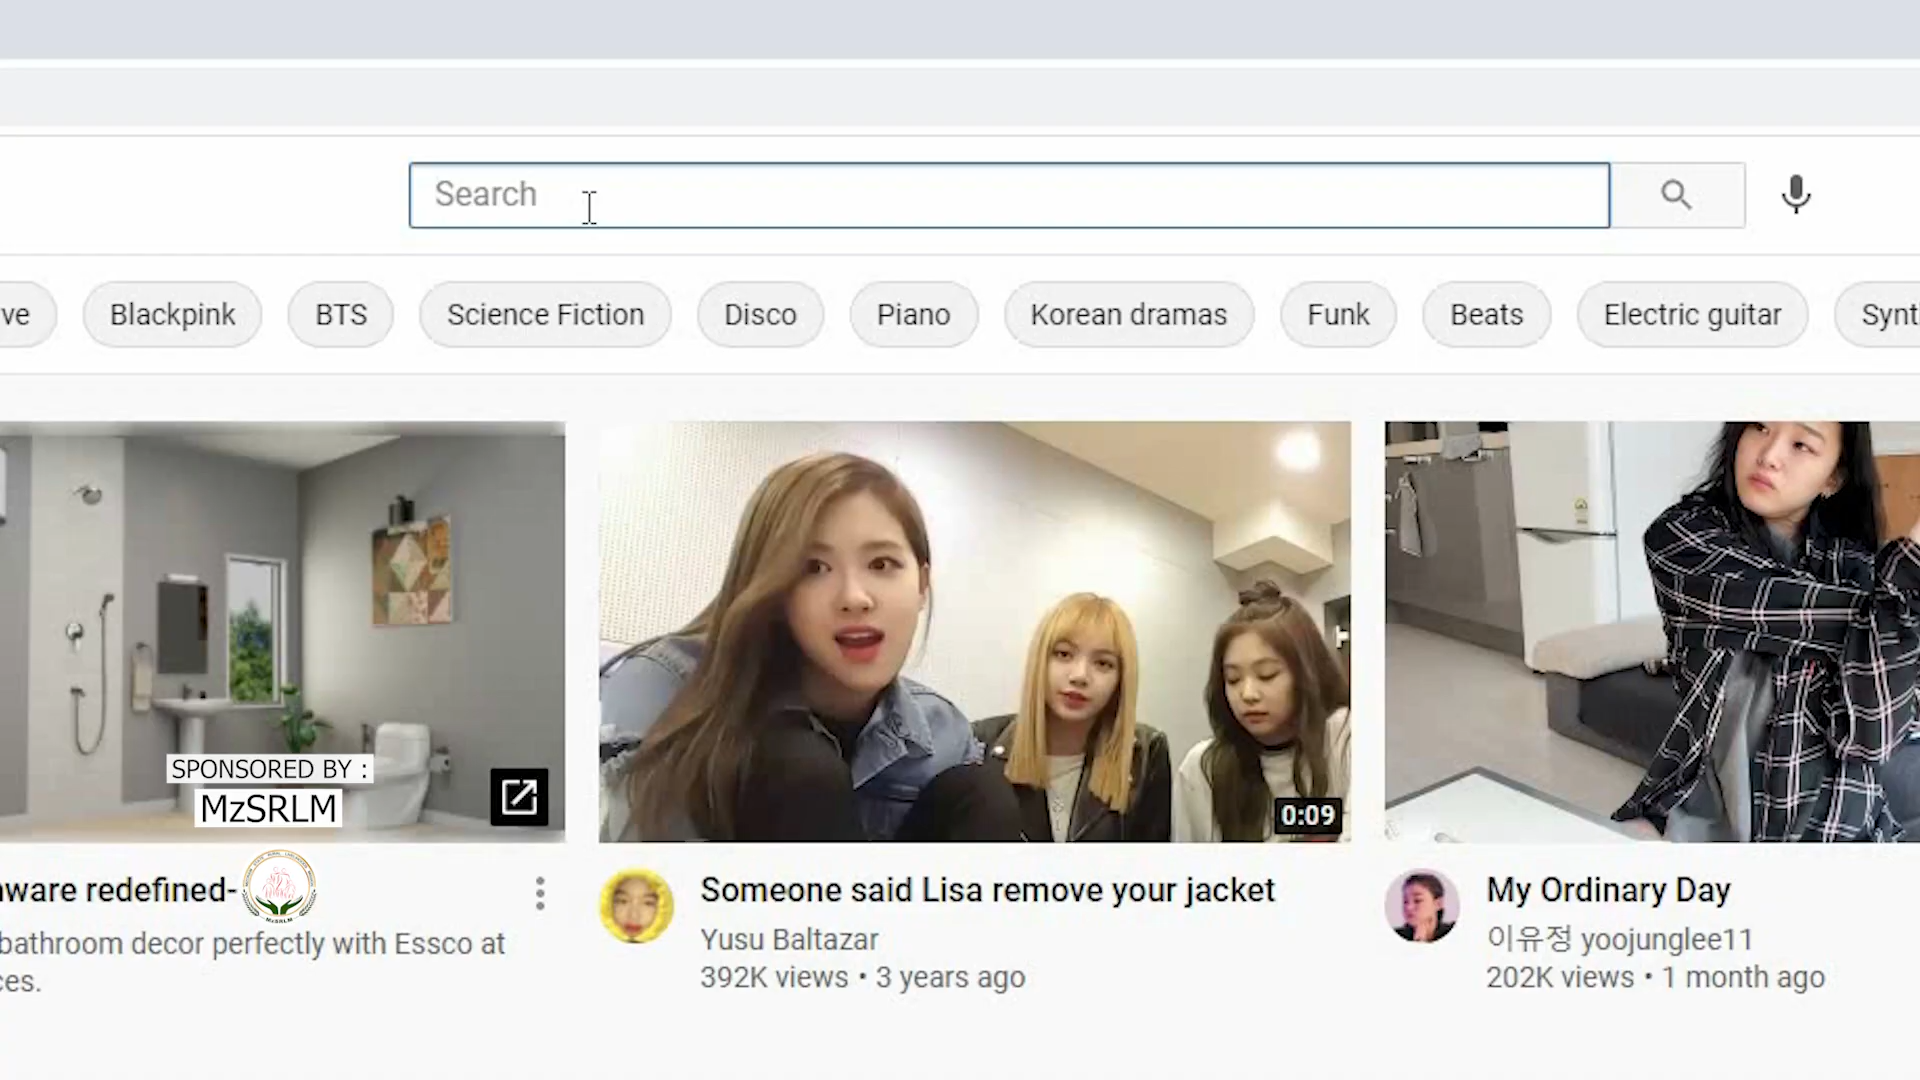 Search
ve
Blackpink
BTS
Science Fiction
Disco
Piano
Korean dramas
Funk
Beats
Electric guitar
Synt
SPONSORED BY :
MzSRLM
0:09
ware redefined-
MzSRLM
bathroom decor perfectly with Essco at
ces.
Someone said Lisa remove your jacket
Yusu Baltazar
392K views • 3 years ago
My Ordinary Day
이유정 yoojunglee11
202K views • 1 month ago